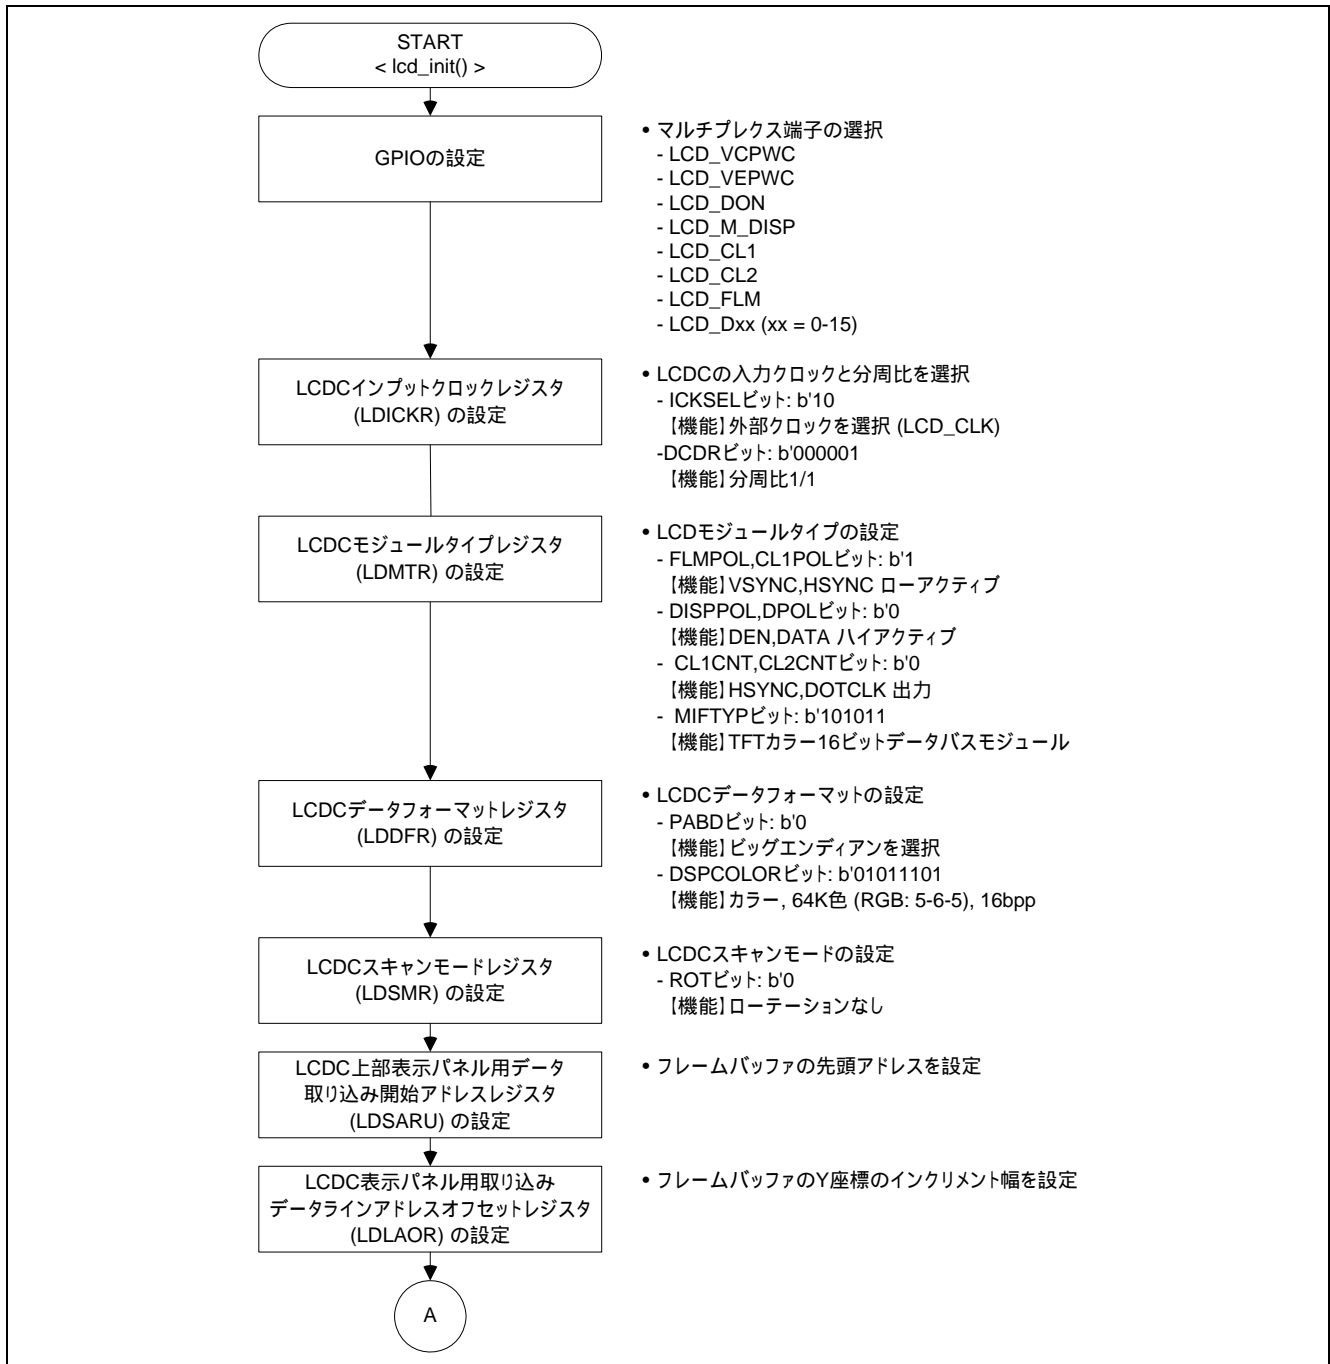 START
< lcd_init() >
GPIOの設定
• マルチプレクス端子の選択
- LCD_VCPWC
- LCD_VEPWC
- LCD_DON
- LCD_M_DISP
- LCD_CL1
- LCD_CL2
- LCD_FLM
- LCD_Dxx (xx = 0-15)
LCDCインプットクロックレジスタ
(LDICKR) の設定
• LCDCの入力クロックと分周比を選択
- ICKSELビット: b'10
【機能】外部クロックを選択 (LCD_CLK)
-DCDRビット: b'000001
【機能】分周比1/1
LCDCモジュールタイプレジスタ
(LDMTR) の設定
• LCDモジュールタイプの設定
- FLMPOL,CL1POLビット: b'1
【機能】VSYNC,HSYNC ローアクティブ
- DISPPOL,DPOLビット: b'0
【機能】DEN,DATA ハイアクティブ
- CL1CNT,CL2CNTビット: b'0
【機能】HSYNC,DOTCLK 出力
- MIFTYPビット: b'101011
【機能】TFTカラー16ビットデータバスモジュール
LCDCデータフォーマットレジスタ
(LDDFR) の設定
• LCDCデータフォーマットの設定
- PABDビット: b'0
【機能】ビッグエンディアンを選択
- DSPCOLORビット: b'01011101
【機能】カラー, 64K色 (RGB: 5-6-5), 16bpp
LCDCスキャンモードレジスタ
(LDSMR) の設定
• LCDCスキャンモードの設定
- ROTビット: b'0
【機能】ローテーションなし
LCDC上部表示パネル用データ
取り込み開始アドレスレジスタ
(LDSARU) の設定
• フレームバッファの先頭アドレスを設定
LCDC表示パネル用取り込み
データラインアドレスオフセットレジスタ
(LDLAOR) の設定
• フレームバッファのY座標のインクリメント幅を設定
A